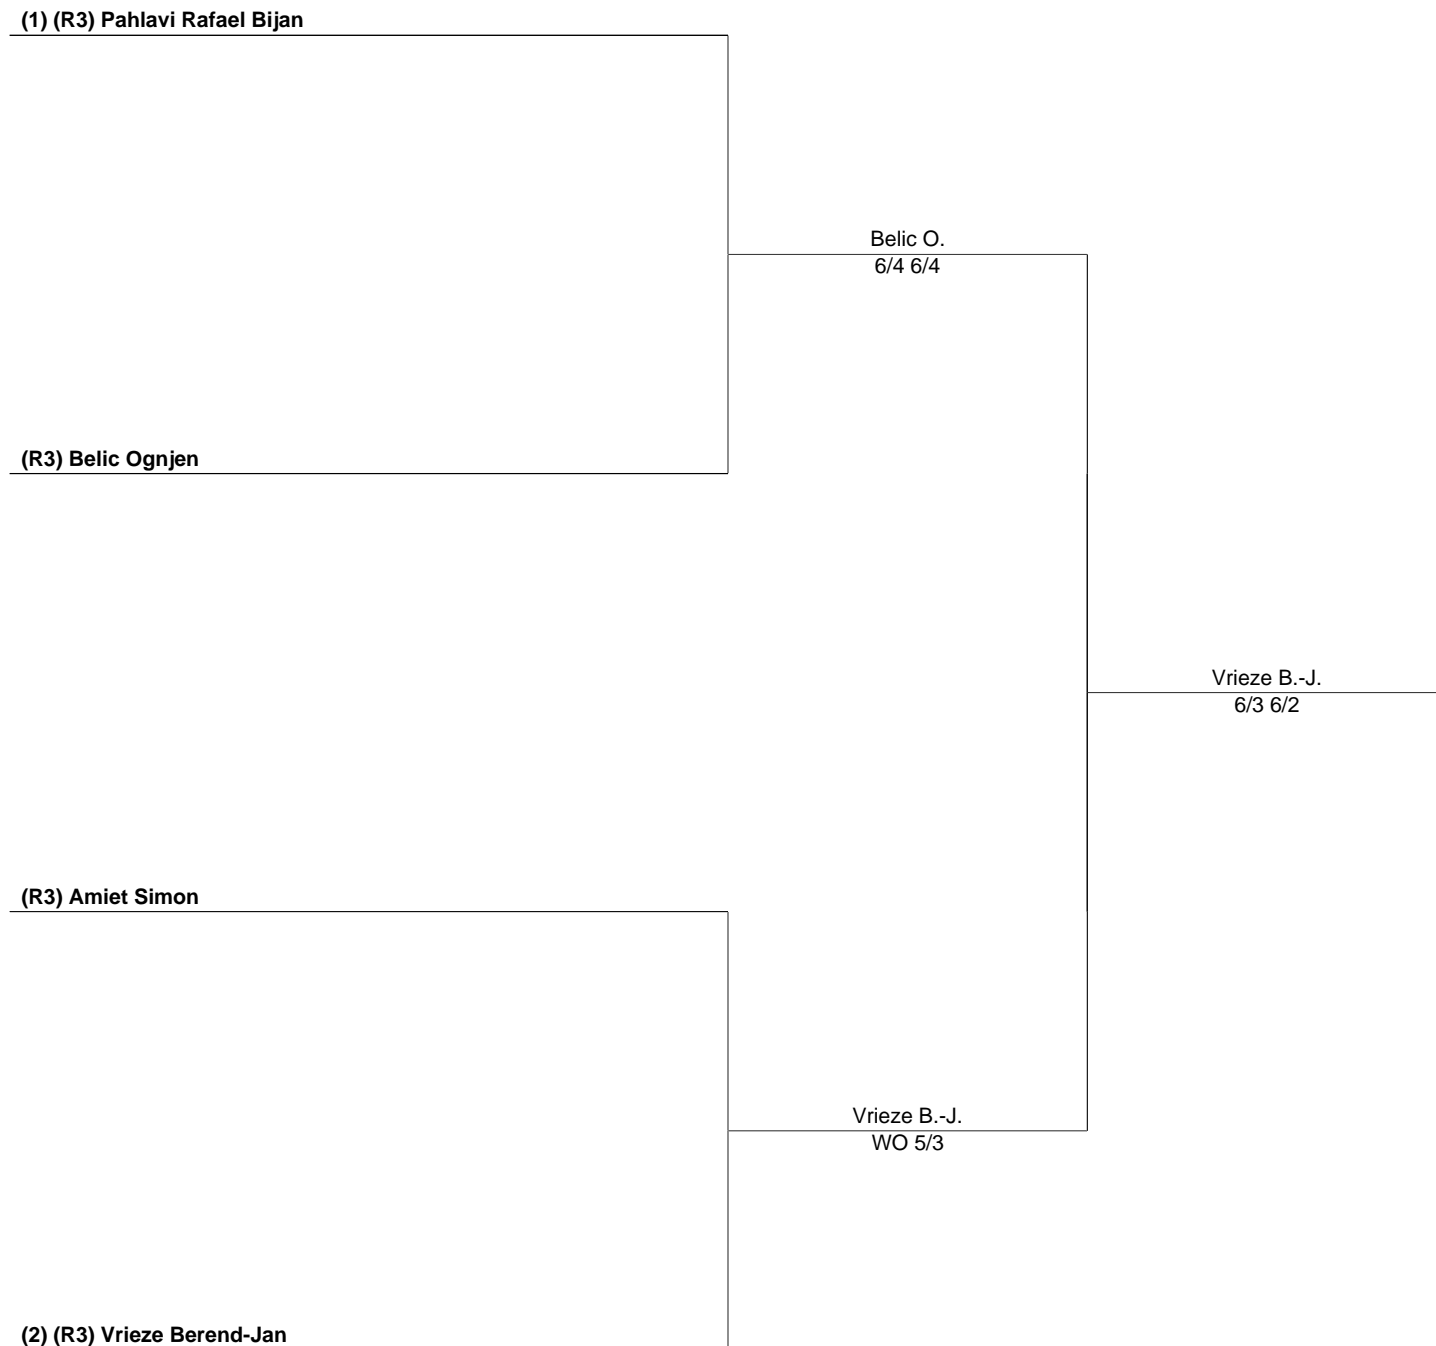 (1) (R3) Pahlavi Rafael Bijan
Belic O.
6/4 6/4
(R3) Belic Ognjen
Vrieze B.-J.
6/3 6/2
(R3) Amiet Simon
Vrieze B.-J.
WO 5/3
(2) (R3) Vrieze Berend-Jan